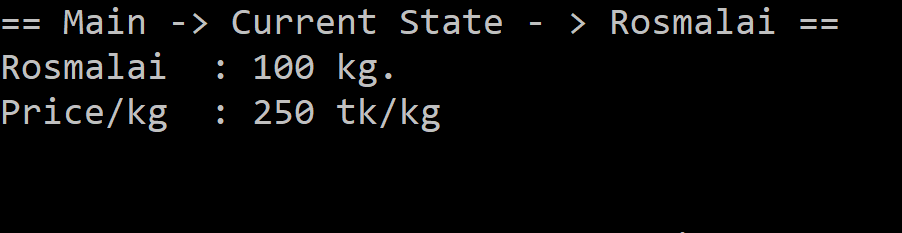 == Main -> Current State - > Rosmalai ==
Rosmalai  : 100 kg.
Price/kg  : 250 tk/kg